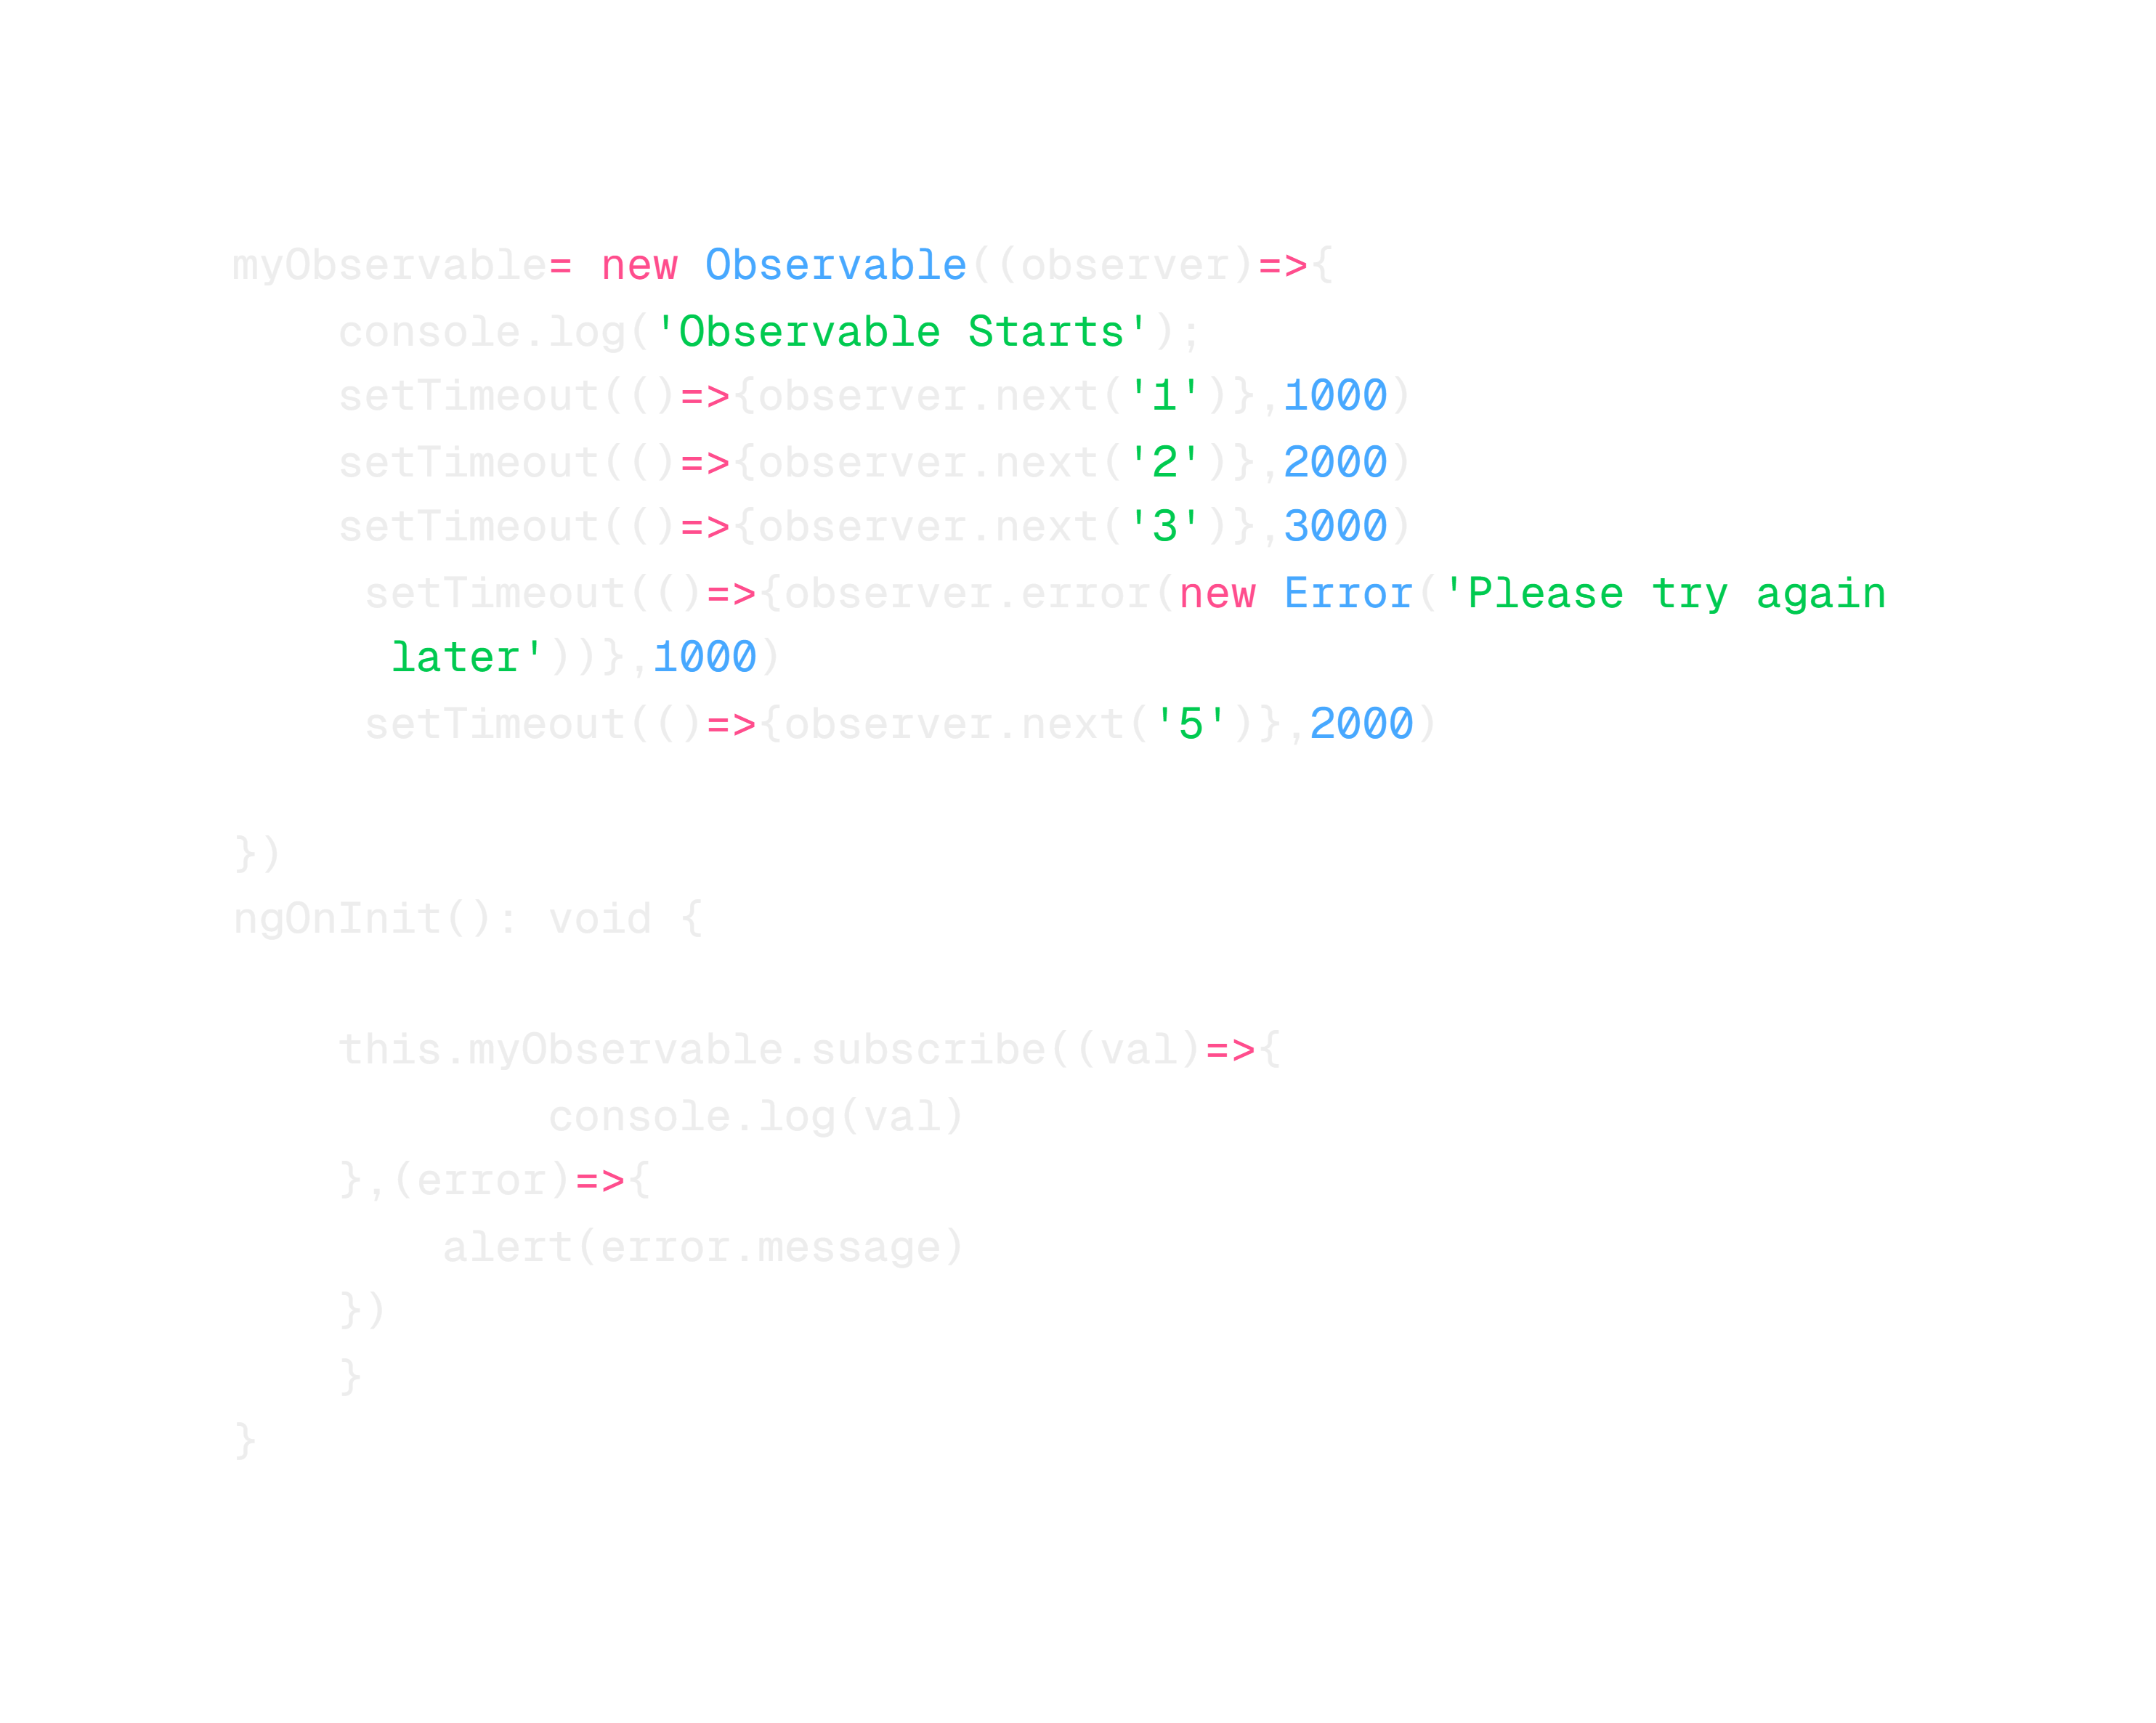 myObservable= new Observable((observer)=>{
console.log('Observable Starts');
setTimeout(()=>{observer.next('1')},1000)
setTimeout(()=>{observer.next('2')},2000)
setTimeout(()=>{observer.next('3')},3000)
setTimeout(()=>{observer.error(new Error('Please try again
later'))},1000)
setTimeout(()=>{observer.next('5')},2000)
})
ngOnInit(): void {
this.myObservable.subscribe((val)=>{
console.log(val)
},(error)=>{
alert(error.message)
})
}
}